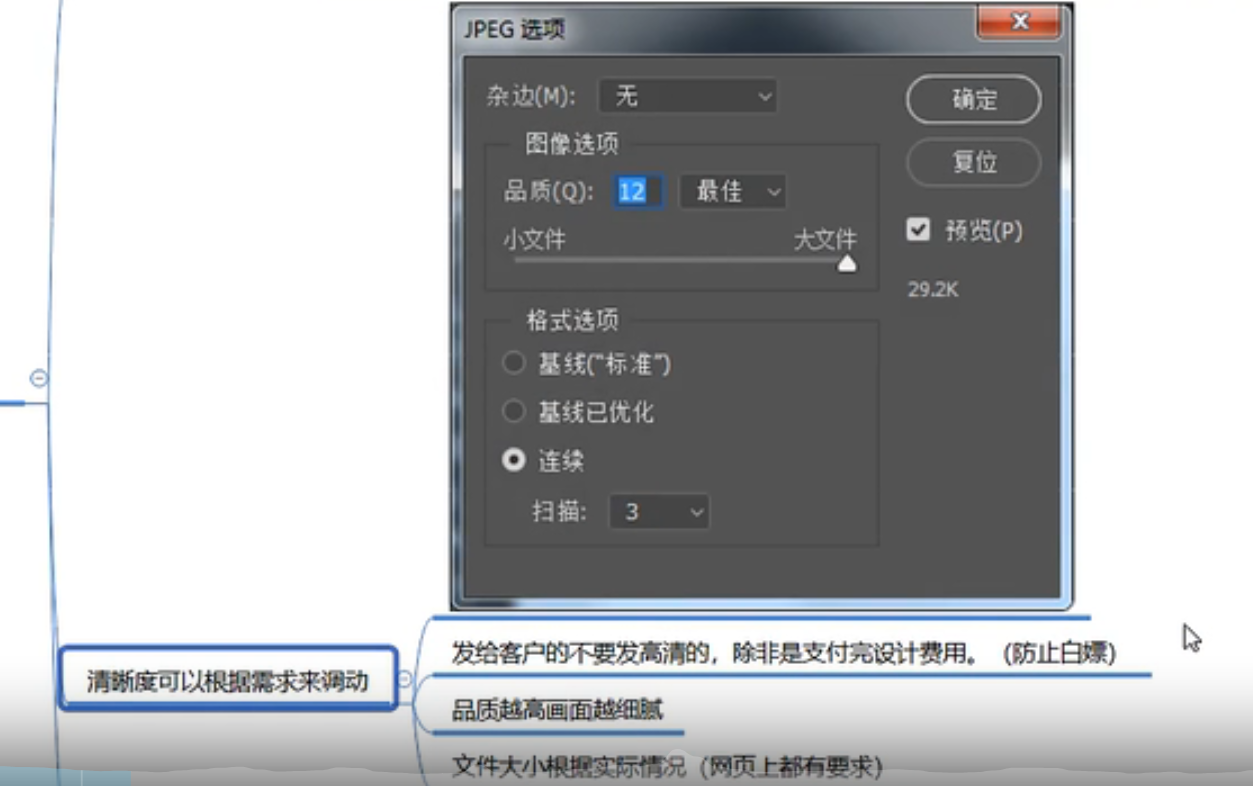 JPEG 选项
杂边(M): 无
确定
图像选项
复位
品质(Q): 12 最佳
小文件 大文件
预览(P)
29.2K
格式选项
基线("标准")
基线已优化
连续
扫描: 3
清晰度可以根据需求来调动
发给客户的不要发高清的，除非是支付完设计费用。（防止白嫖）
品质越高画面越细腻
文件大小根据实际情况（网页上都有要求）